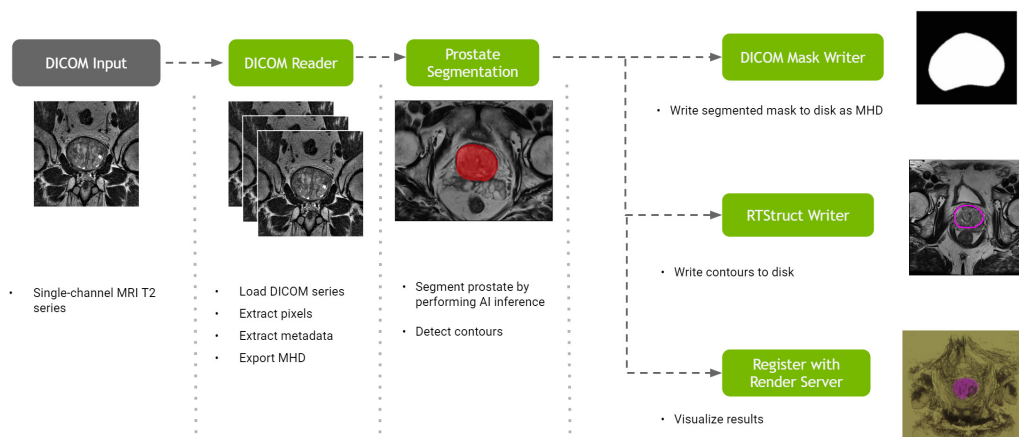 DICOM Input
DICOM Reader
Prostate
Segmentation
DICOM Mask Writer
• Write segmented mask to disk as MHD
RTStruct Writer
• Write contours to disk
• Single-channel MRI T2
series
• Load DICOM series
• Extract pixels
• Extract metadata
• Export MHD
• Segment prostate by
performing AI inference
• Detect contours
Register with
Render Server
• Visualize results